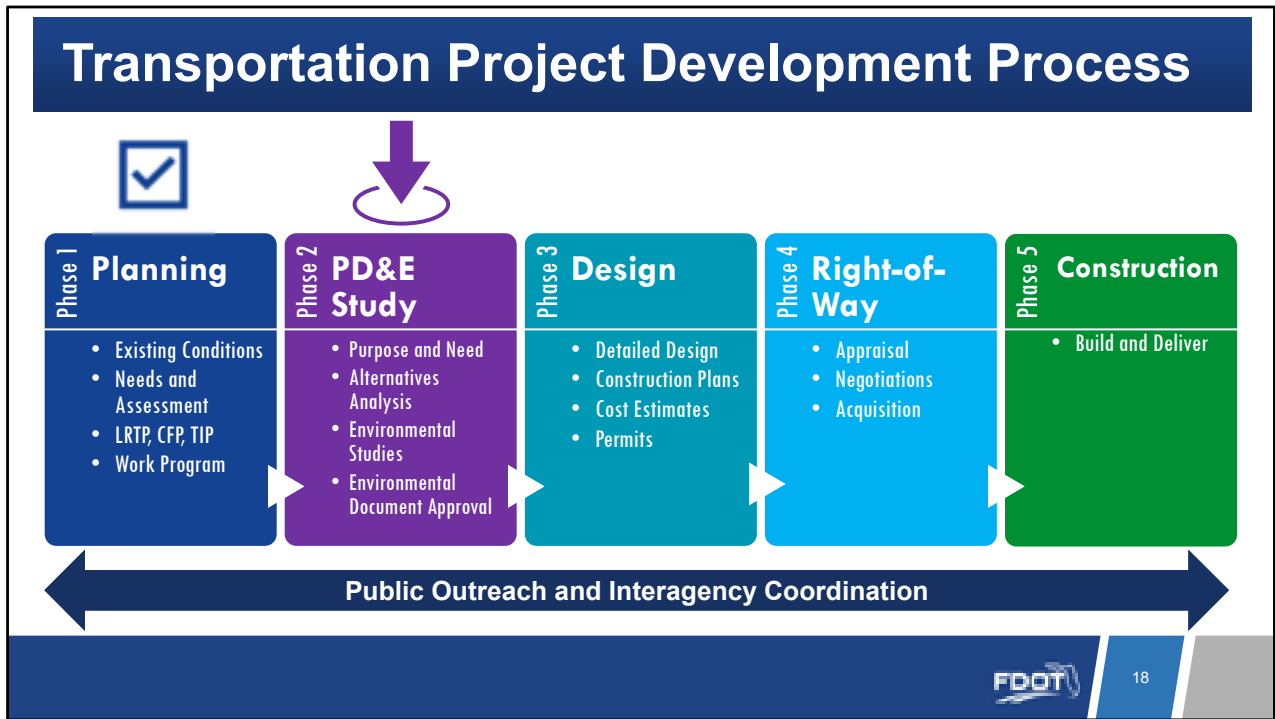 Transportation Project Development Process
Phase 1
Planning
• Existing Conditions
• Needs and
Assessment
• LRTP, CFP, TIP
• Work Program
Phase 2
PD&E
Study
• Purpose and Need
• Alternatives
Analysis
• Environmental
Studies
• Environmental
Document Approval
Phase 3
Design
• Detailed Design
• Construction Plans
• Cost Estimates
• Permits
Phase 4
Right-of-
Way
• Appraisal
• Negotiations
• Acquisition
Phase 5
Construction
• Build and Deliver
Public Outreach and Interagency Coordination
FDOT
18